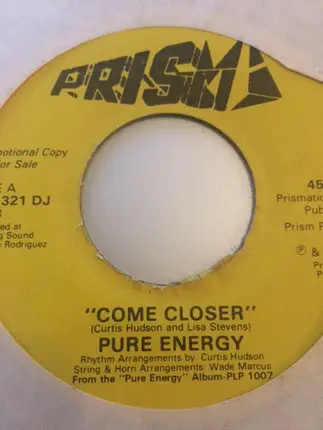 PRISM
otional Copy
r Sale
E A
321 DJ
ed at
g Sound
Rodriguez
45
Prismatic
Pub
Prism
℗ &
"COME CLOSER"
(Curtis Hudson and Lisa Stevens)
PURE ENERGY
Rhythm Arrangements by Curtis Hudson
String & Horn Arrangements: Wade Marcus
From the "Pure Energy" Album-PLP 1007